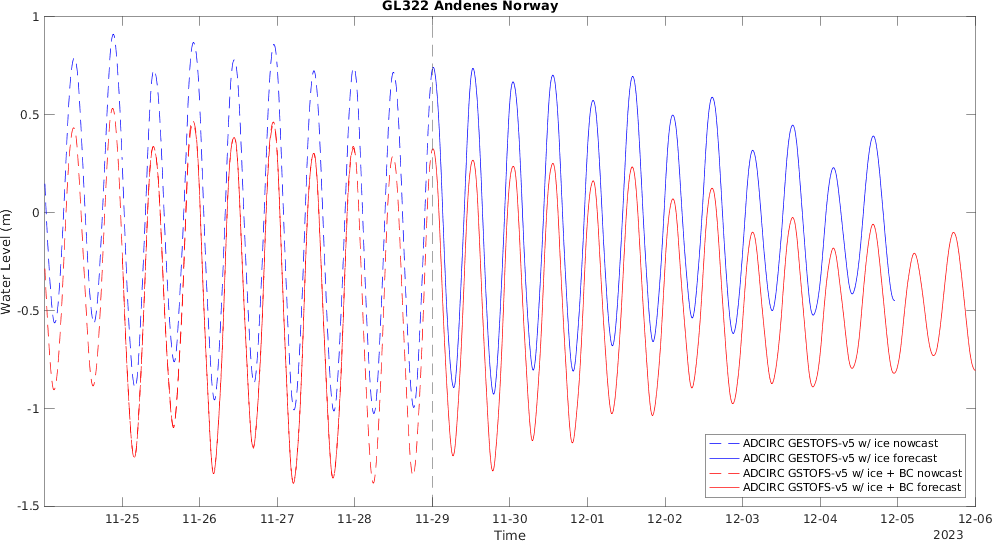 GL322 Andenes Norway
1
0.5
0
-0.5
-1
-1.5
Water Level (m)
11-25 11-26 11-27 11-28 11-29 11-30 12-01 12-02 12-03 12-04 12-05 12-06
Time
2023
ADCIRC GESTOFS-v5 w/ ice nowcast
ADCIRC GESTOFS-v5 w/ ice forecast
ADCIRC GSTOFS-v5 w/ ice + BC nowcast
ADCIRC GSTOFS-v5 w/ ice + BC forecast